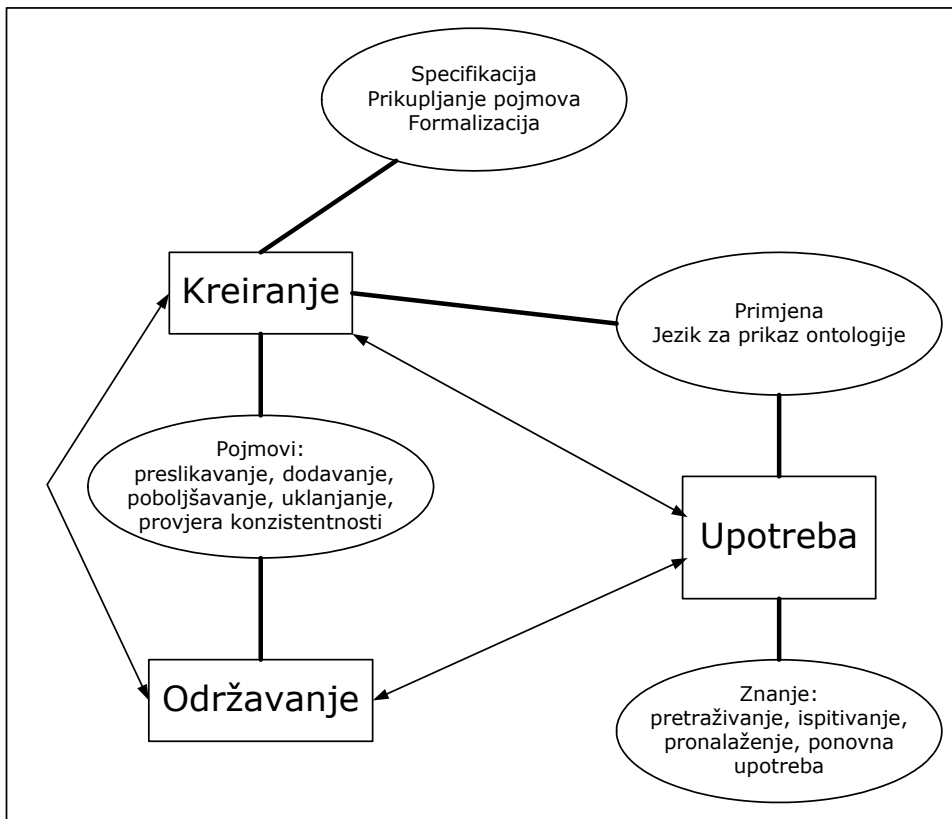 Specifikacija
Prikupljanje pojmova
Formalizacija
Kreiranje
Primjena
Jezik za prikaz ontologije
Pojmovi:
preslikavanje, dodavanje,
poboljšavanje, uklanjanje,
provjera konzistentnosti
Upotreba
Održavanje
Znanje:
pretraživanje, ispitivanje,
pronalaženje, ponovna
upotreba